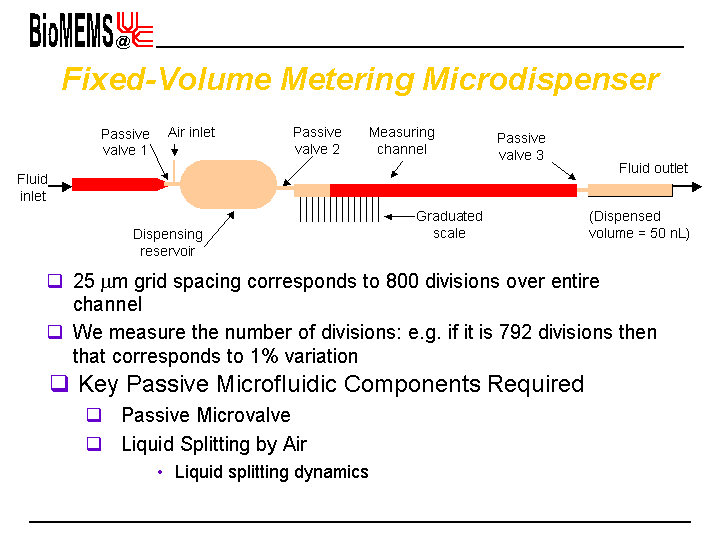 BioMEMS@UC
Fixed-Volume Metering Microdispenser
Passive
valve 1
Air inlet
Passive
valve 2
Measuring
channel
Passive
valve 3
Fluid outlet
Fluid
inlet
Dispensing
reservoir
Graduated
scale
(Dispensed
volume = 50 nL)
❑ 25 μm grid spacing corresponds to 800 divisions over entire
channel
❑ We measure the number of divisions: e.g. if it is 792 divisions then
that corresponds to 1% variation
❑ Key Passive Microfluidic Components Required
❑ Passive Microvalve
❑ Liquid Splitting by Air
• Liquid splitting dynamics